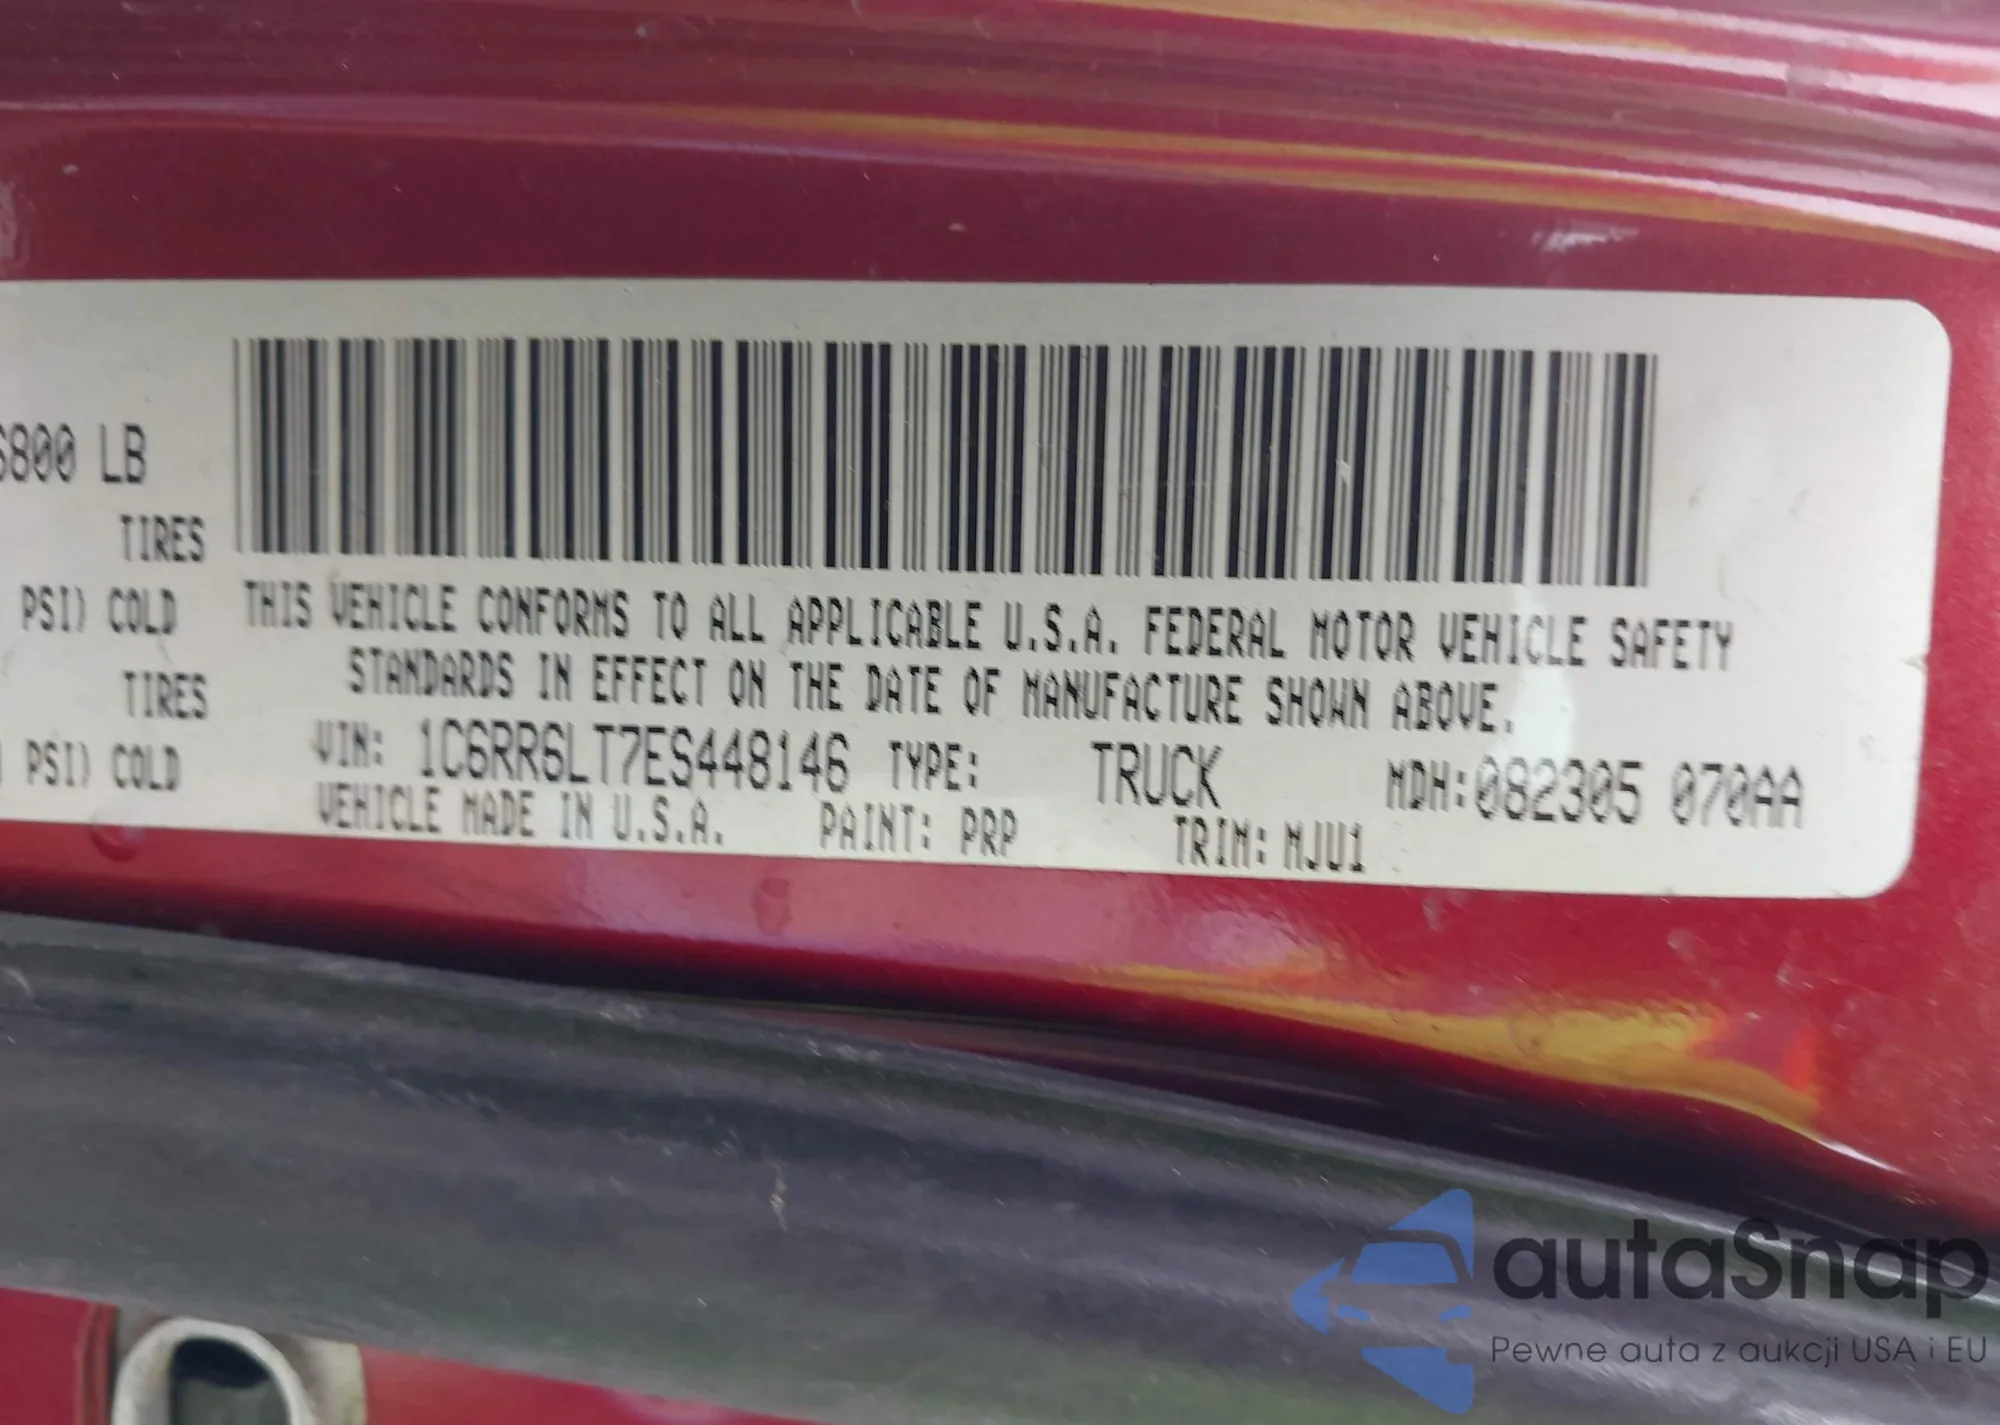 6800 LB
TIRES
PSI) COLD
TIRES
PSI) COLD
THIS VEHICLE CONFORMS TO ALL APPLICABLE U.S.A. FEDERAL MOTOR VEHICLE SAFETY
STANDARDS IN EFFECT ON THE DATE OF MANUFACTURE SHOWN ABOVE.
VIN: 1C6RR6LT7ES448146 TYPE: TRUCK MDH:082305 070AA
VEHICLE MADE IN U.S.A. PAINT: PRP TRIM: MJU1
autaSnap
Pewne auta z aukcji USA i EU